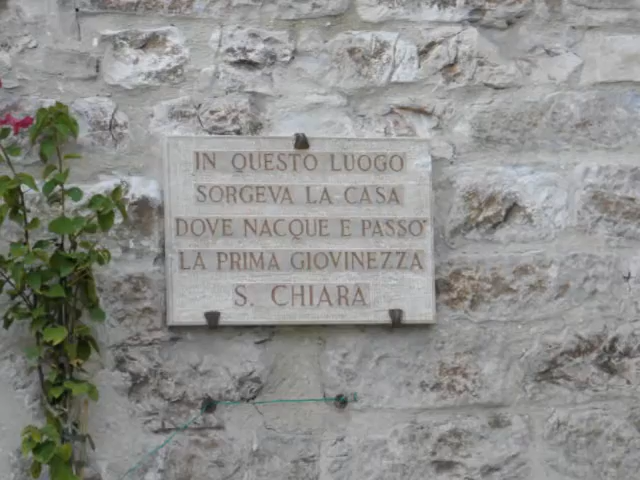 IN QUESTO LUOGO
SORGEVA LA CASA
DOVE NACQUE E PASSO'
LA PRIMA GIOVINEZZA
S. CHIARA